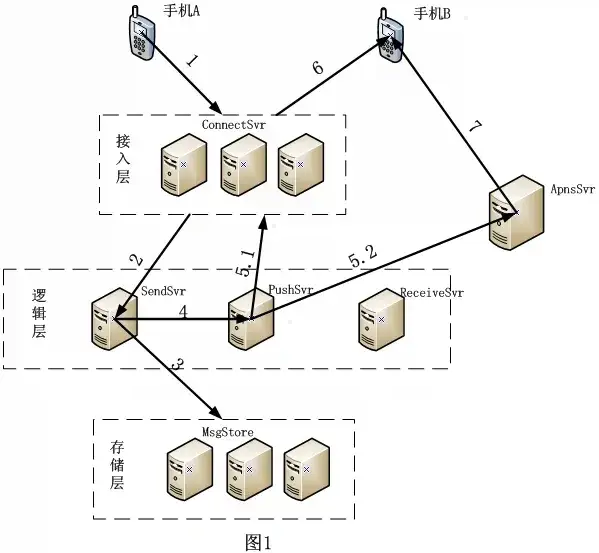 手机A
手机B
1
6
ConnectSvr
接入层
7
ApnsSvr
2
5.1
5.2
SendSvr
PushSvr
ReceiveSvr
逻辑层
4
3
MsgStore
存储层
图1